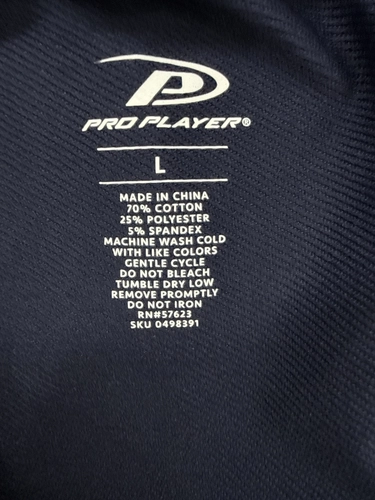 PRO PLAYER®
L
MADE IN CHINA
70% COTTON
25% POLYESTER
5% SPANDEX
MACHINE WASH COLD
WITH LIKE COLORS
GENTLE CYCLE
DO NOT BLEACH
TUMBLE DRY LOW
REMOVE PROMPTLY
DO NOT IRON
RN#57623
SKU 0498391